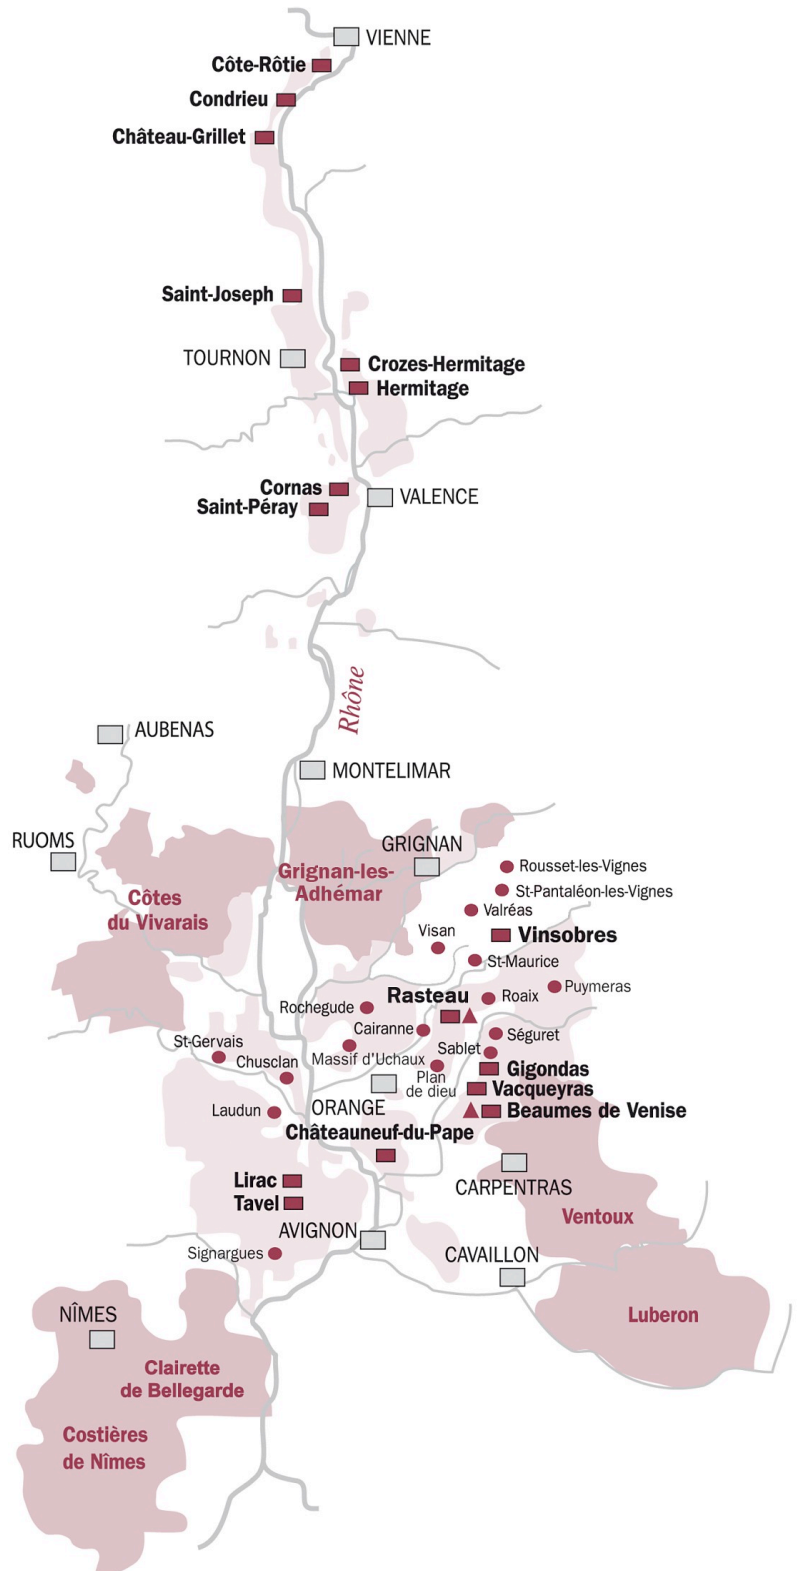 VIENNE
Côte-Rôtie
Condrieu
Château-Grillet
Saint-Joseph
TOURNON
Crozes-Hermitage
Hermitage
Cornas
VALENCE
Saint-Péray
Rhône
AUBENAS
MONTELIMAR
RUOMS
GRIGNAN
Rousset-les-Vignes
Grignan-les-
Adhémar
St-Pantaléon-les-Vignes
Côtes
du Vivarais
Valréas
Visan
Vinsobres
St-Maurice
Puymeras
Rasteau
Roaix
Rochegude
Cairanne
Séguret
St-Gervais
Massif d'Uchaux
Sablet
Chusclan
Gigondas
Plan
de dieu
Vacqueyras
Laudun
ORANGE
Beaumes de Venise
Châteauneuf-du-Pape
Lirac
CARPENTRAS
Tavel
Ventoux
AVIGNON
Signargues
CAVAILLON
NÎMES
Luberon
Clairette
de Bellegarde
Costières
de Nîmes